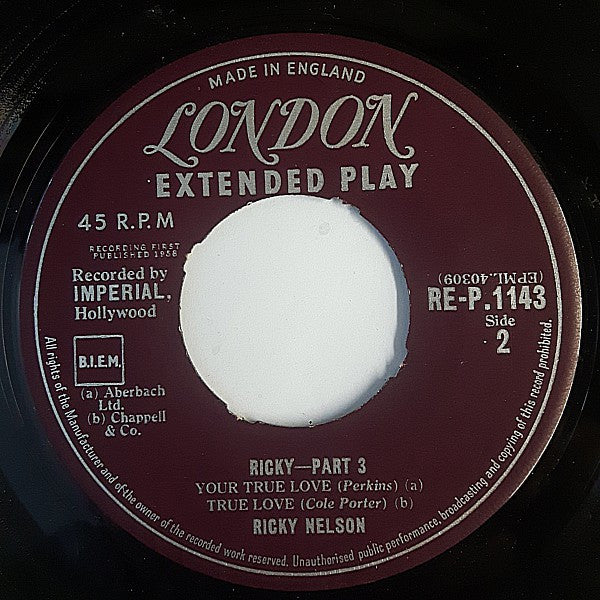 MADE IN ENGLAND
LONDON
EXTENDED PLAY
45 R.P.M
RECORDING FIRST
PUBLISHED 1958
Recorded by
IMPERIAL,
Hollywood
(EPML.40309)
RE-P.1143
Side
2
B.I.E.M.
(a) Aberbach
Ltd.
(b) Chappell
& Co.
RICKY—PART 3
YOUR TRUE LOVE (Perkins) (a)
TRUE LOVE (Cole Porter) (b)
RICKY NELSON
All rights of the Manufacturer and of the owner of the recorded work reserved. Unauthorised public performance, broadcasting and copying of this record prohibited.